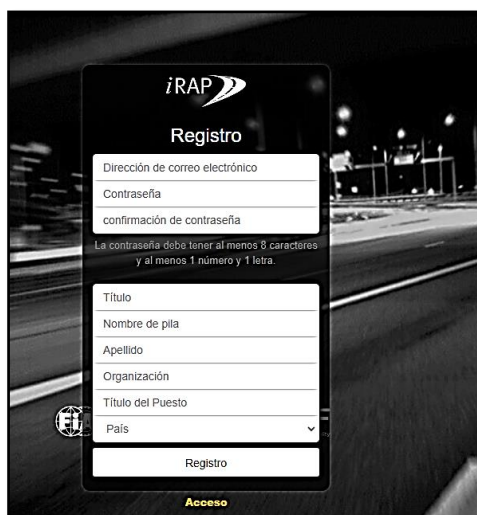 iRAP
Registro
Dirección de correo electrónico
Contraseña
confirmación de contraseña
La contraseña debe tener al menos 8 caracteres
y al menos 1 número y 1 letra.
Título
Nombre de pila
Apellido
Organización
Título del Puesto
País
Registro
Acceso